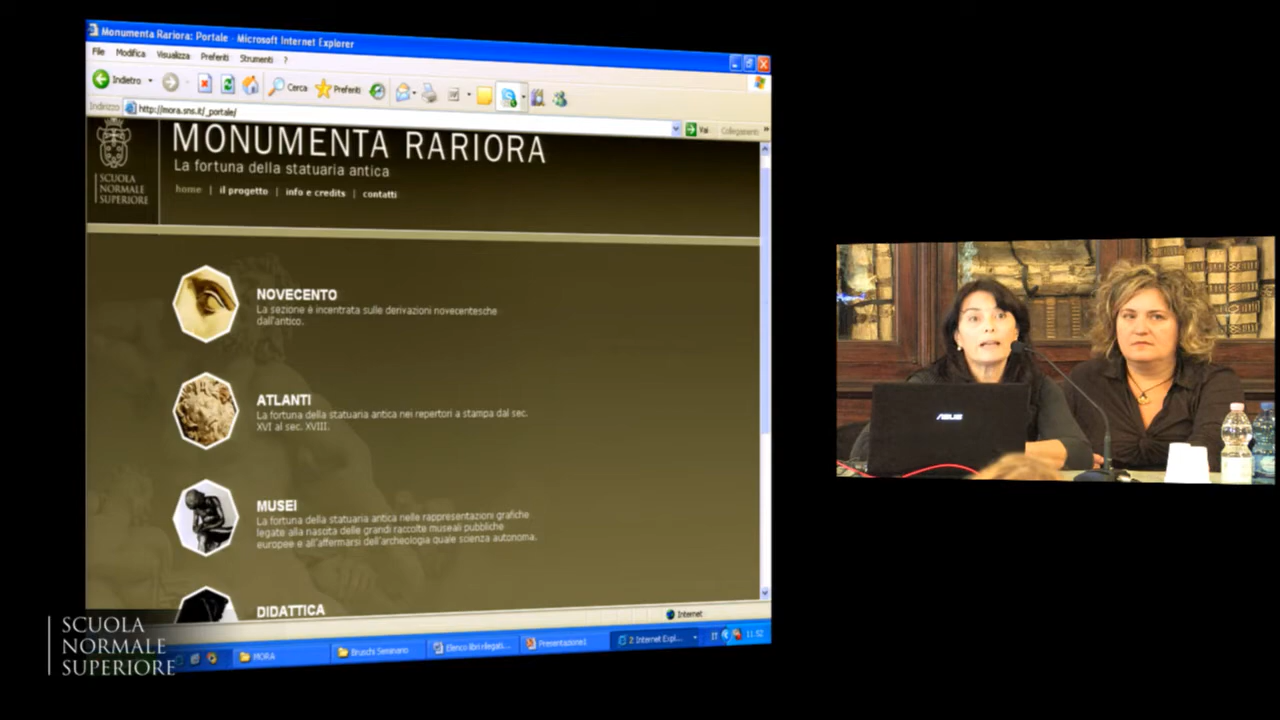 Monumenta Rariora: Portale - Microsoft Internet Explorer
File Modifica Visualizza Preferiti Strumenti ?
Indietro Cerca Preferiti
Indirizzo http://mora.sns.it/_portale/ Vai Collegamenti »
SCUOLA
NORMALE
SUPERIORE
MONUMENTA RARIORA
La fortuna della statuaria antica
home | il progetto | info e credits | contatti
NOVECENTO
La sezione è incentrata sulle derivazioni novecentesche
dall'antico.
ATLANTI
La fortuna della statuaria antica nei repertori a stampa dal sec.
XVI al sec. XVIII.
MUSEI
La fortuna della statuaria antica nelle rappresentazioni grafiche
legate alla nascita delle grandi raccolte museali pubbliche
europee e all'affermarsi dell'archeologia quale scienza autonoma.
DIDATTICA
Internet
MORA Bruschi Seminario Elenco libri rilegati... Presentazione1 2 Internet Expl... IT 11.52
SCUOLA
NORMALE
SUPERIORE
ASUS